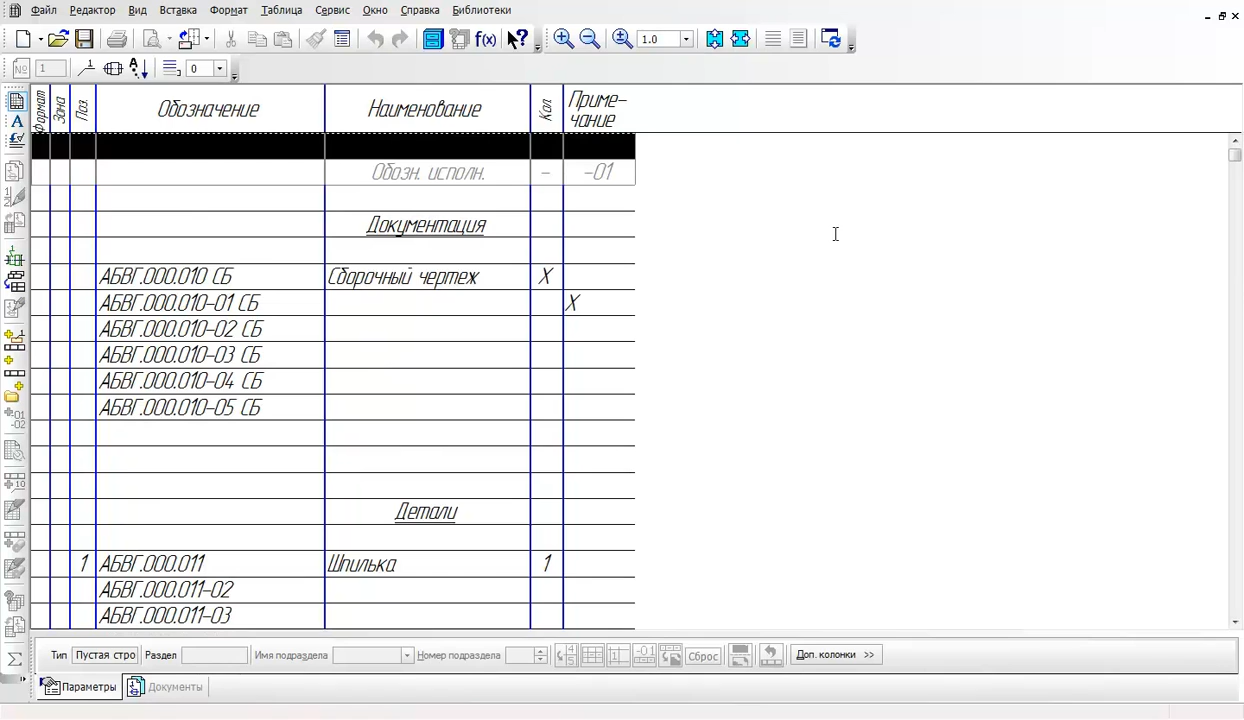 Файл Редактор Вид Вставка Формат Таблица Сервис Окно Справка Библиотеки
f(x) 1.0
№ 1 0
Формат Зона Поз. Обозначение Наименование Кол. Приме-
чание
Обозн. исполн. - -01
Документация
АБВГ.000.010 СБ Сборочный чертеж X
АБВГ.000.010-01 СБ X
АБВГ.000.010-02 СБ
АБВГ.000.010-03 СБ
АБВГ.000.010-04 СБ
АБВГ.000.010-05 СБ
Детали
1 АБВГ.000.011 Шпилька 1
АБВГ.000.011-02
АБВГ.000.011-03
Тип Пустая стро Раздел Имя подраздела Номер подраздела Сброс Доп. колонки >>
Параметры Документы